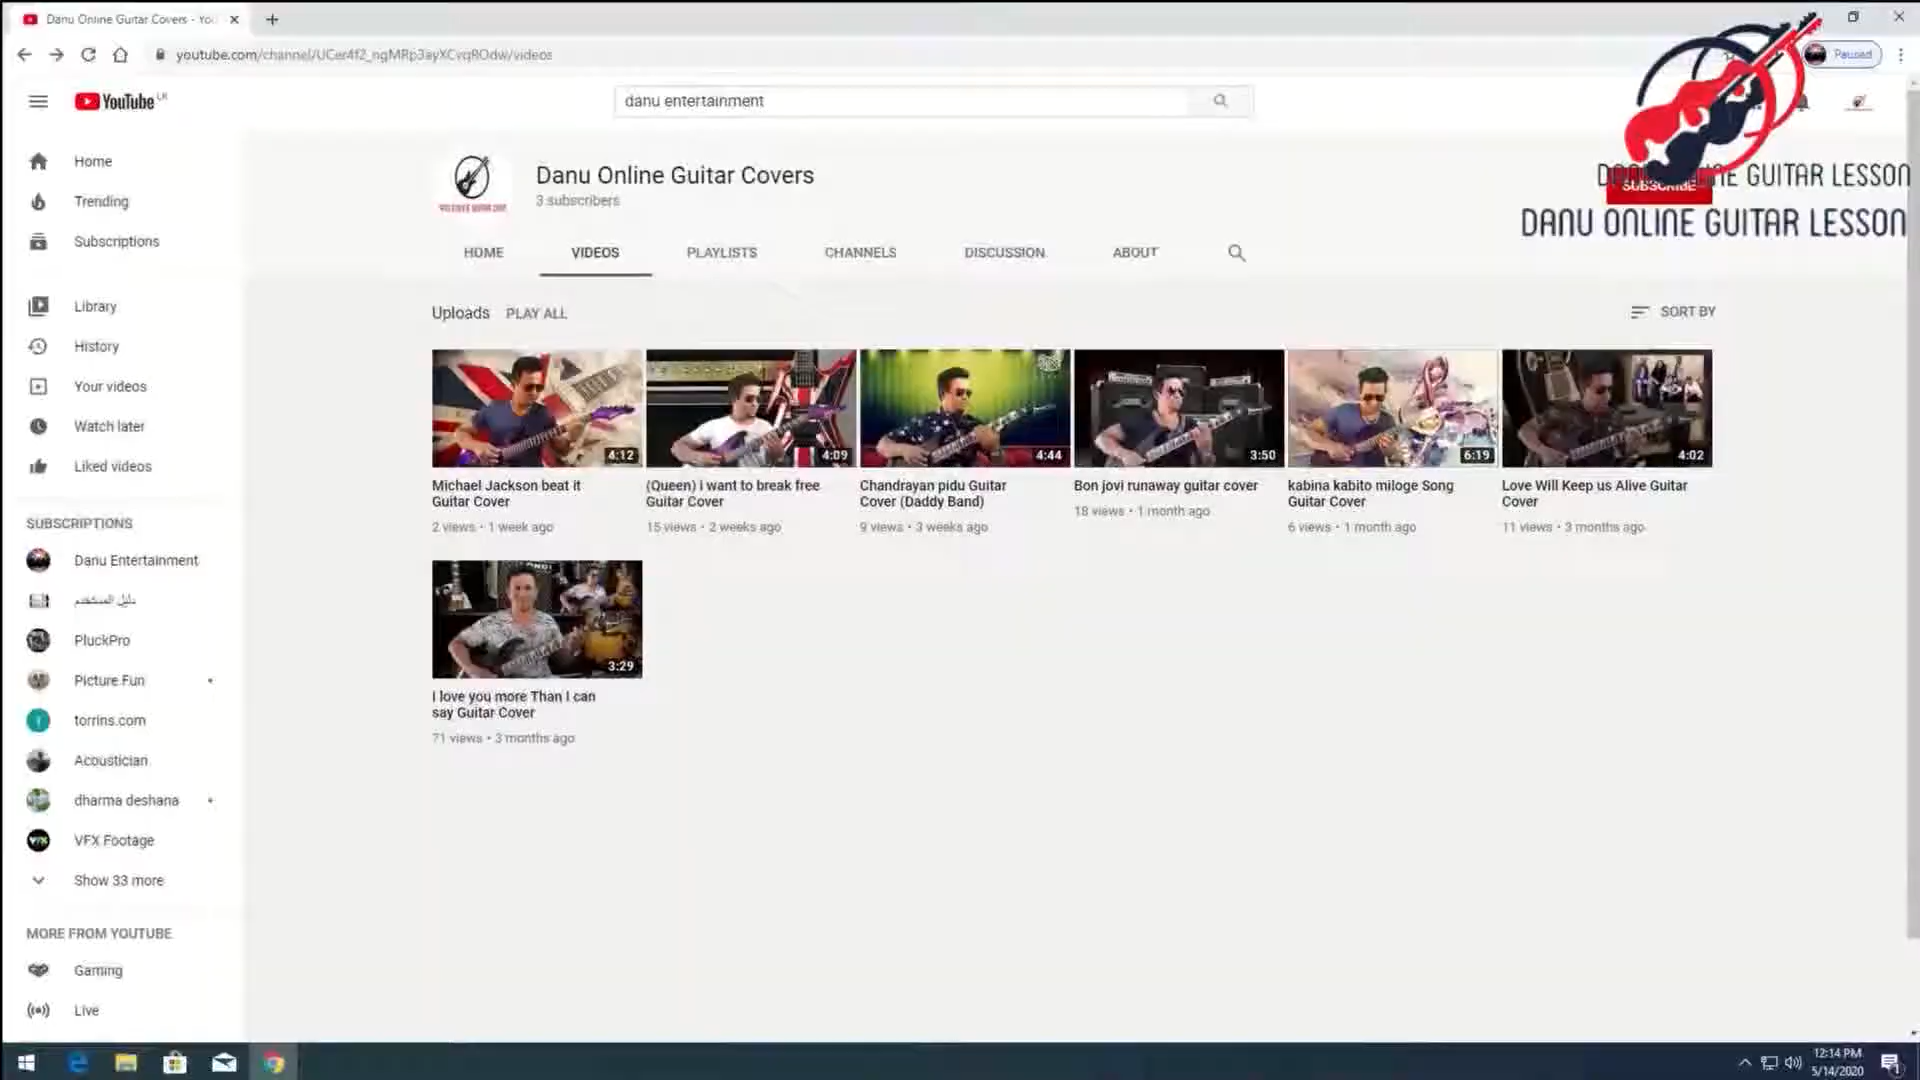 Danu Online Guitar Covers - You
youtube.com/channel/UCer4f2_ngMRp3ayXCvqROdw/videos
Paused
YouTube LK
danu entertainment
Home
Trending
Subscriptions
Library
History
Your videos
Watch later
Liked videos
SUBSCRIPTIONS
Danu Entertainment
دليل المستخدم
PluckPro
Picture Fun
torrins.com
Acoustician
dharma deshana
VFX Footage
Show 33 more
MORE FROM YOUTUBE
Gaming
Live
Danu Online Guitar Covers
3 subscribers
SUBSCRIBE
GUITAR LESSON
DANU ONLINE GUITAR LESSON
HOME VIDEOS PLAYLISTS CHANNELS DISCUSSION ABOUT
Uploads PLAY ALL
SORT BY
4:12
Michael Jackson beat it
Guitar Cover
2 views • 1 week ago
4:09
(Queen) i want to break free
Guitar Cover
15 views • 2 weeks ago
4:44
Chandrayan pidu Guitar
Cover (Daddy Band)
9 views • 3 weeks ago
3:50
Bon jovi runaway guitar cover
18 views • 1 month ago
6:19
kabina kabito miloge Song
Guitar Cover
6 views • 1 month ago
4:02
Love Will Keep us Alive Guitar
Cover
11 views • 3 months ago
3:29
I love you more Than I can
say Guitar Cover
71 views • 3 months ago
12:14 PM
5/14/2020